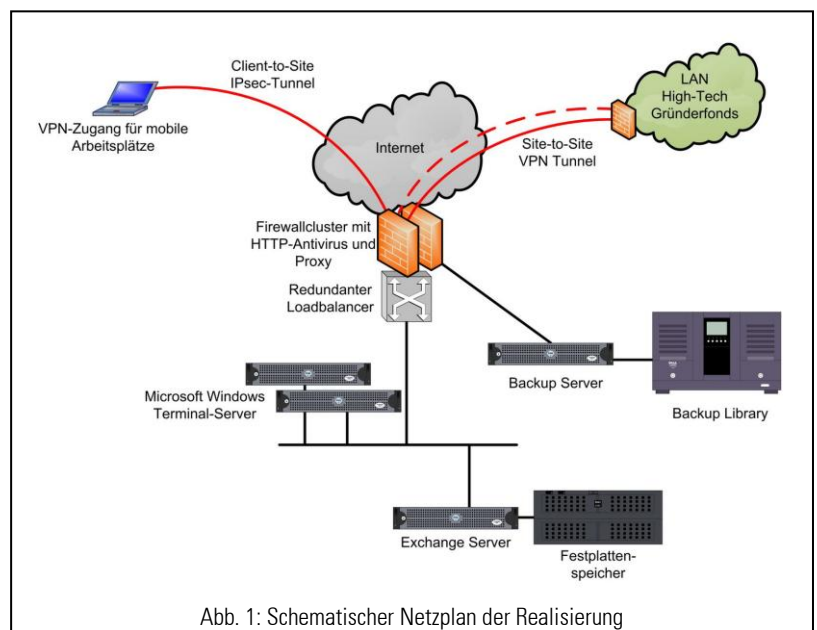 Client-to-Site
IPsec-Tunnel
VPN-Zugang für mobile
Arbeitsplätze
Internet
LAN
High-Tech
Gründerfonds
Site-to-Site
VPN Tunnel
Firewallcluster mit
HTTP-Antivirus und
Proxy
Redundanter
Loadbalancer
Microsoft Windows
Terminal-Server
Backup Server
Backup Library
Exchange Server
Festplatten-
speicher
Abb. 1: Schematischer Netzplan der Realisierung